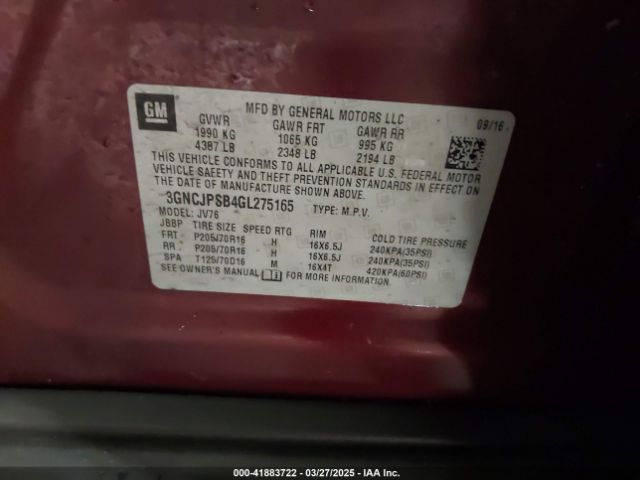 GM
MFD BY GENERAL MOTORS LLC
GVWR GAWR FRT GAWR RR 09/16
1990 KG 1065 KG 995 KG
4387 LB 2348 LB 2194 LB
THIS VEHICLE CONFORMS TO ALL APPLICABLE U.S. FEDERAL MOTOR
VEHICLE SAFETY AND THEFT PREVENTION STANDARDS IN EFFECT ON
THE DATE OF MANUFACTURE SHOWN ABOVE.
3GNCJPSB4GL275165 TYPE: M.P.V.
MODEL: JV76
JBBP TIRE SIZE SPEED RTG RIM COLD TIRE PRESSURE
FRT P205/70R16 H 16X6.5J 240KPA(35PSI)
RR P205/70R16 H 16X6.5J 240KPA(35PSI)
SPA T125/70D16 M 16X4T 420KPA(60PSI)
SEE OWNER'S MANUAL FOR MORE INFORMATION.
(C) - 41883722 - 03/27/2025 - IAA, Inc.